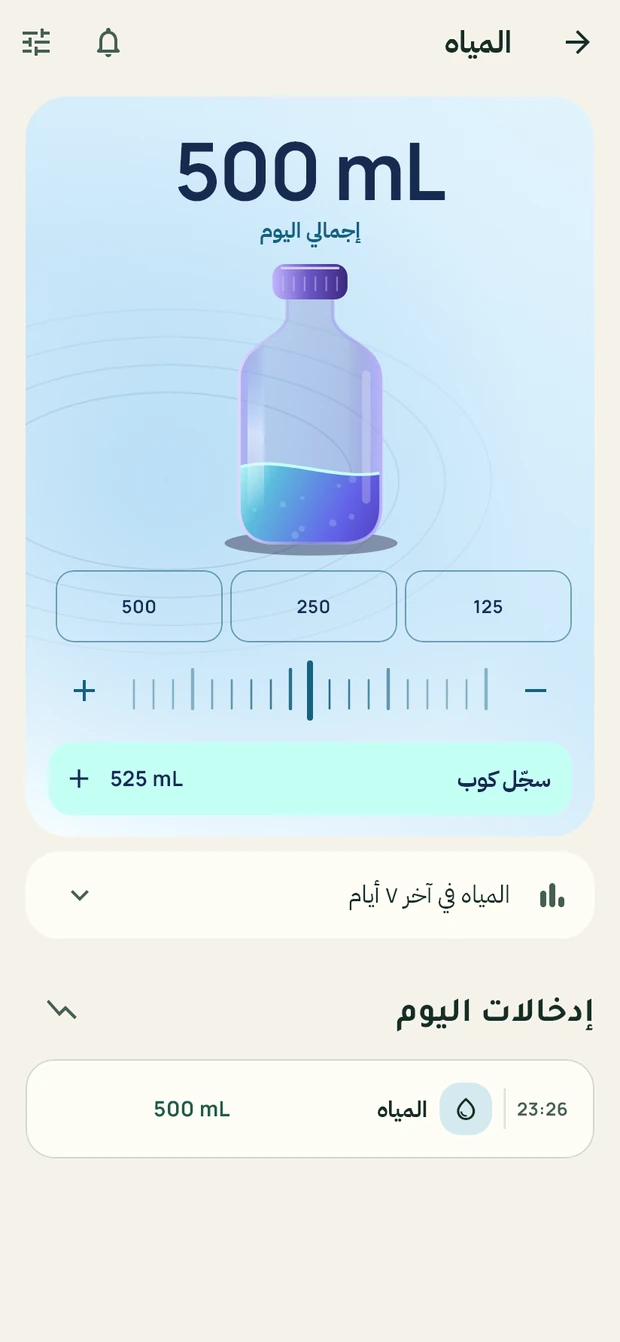 المياه
500 mL
إجمالي اليوم
125
250
500
سجّل كوب
525 mL
المياه في آخر ٧ أيام
إدخالات اليوم
23:26
المياه
500 mL